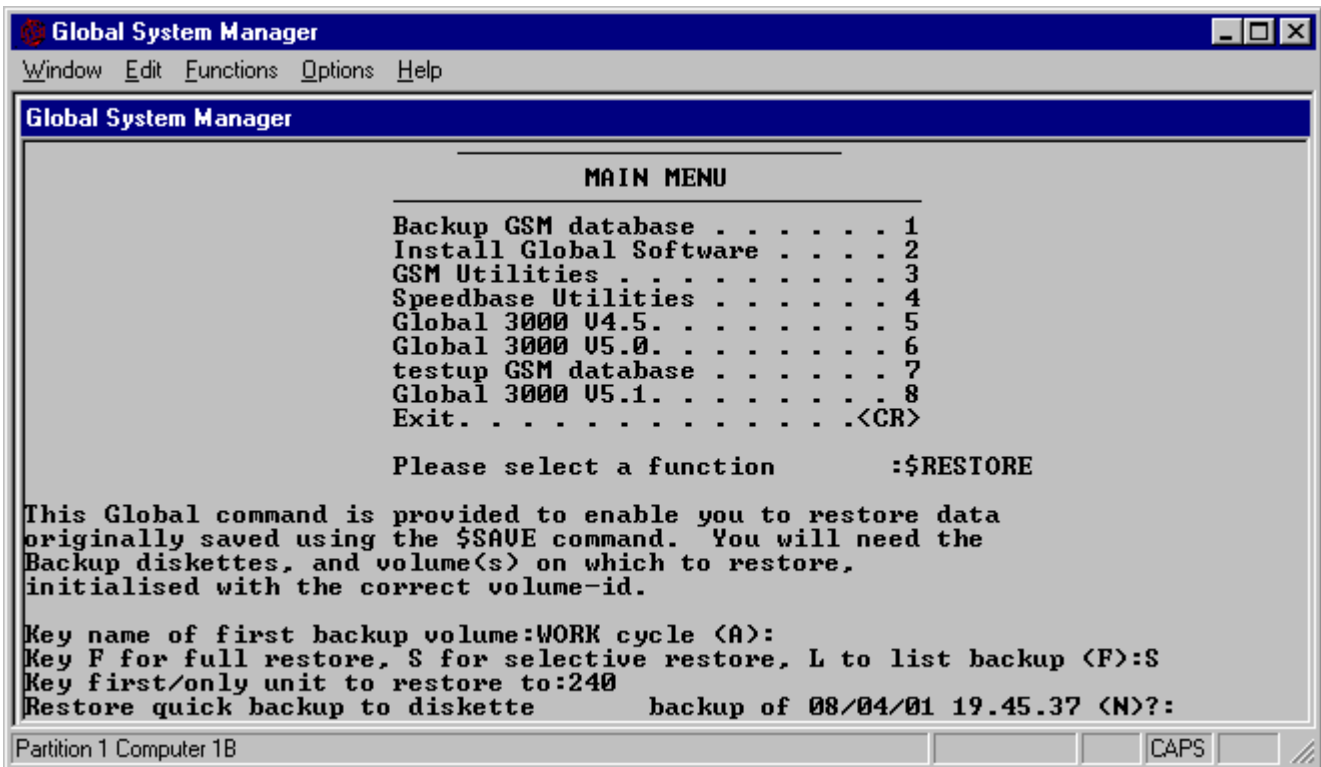 Global System Manager
Window Edit Functions Options Help
Global System Manager
MAIN MENU
Backup GSM database . . . . . . 1
Install Global Software . . . . 2
GSM Utilities . . . . . . . . . 3
Speedbase Utilities . . . . . . 4
Global 3000 V4.5. . . . . . . . 5
Global 3000 V5.0. . . . . . . . 6
testup GSM database . . . . . . 7
Global 3000 V5.1. . . . . . . . 8
Exit. . . . . . . . . . . . . .<CR>
Please select a function :$RESTORE
This Global command is provided to enable you to restore data
originally saved using the $SAVE command. You will need the
Backup diskettes, and volume(s) on which to restore,
initialised with the correct volume-id.
Key name of first backup volume:WORK cycle (A):
Key F for full restore, S for selective restore, L to list backup (F):S
Key first/only unit to restore to:240
Restore quick backup to diskette backup of 08/04/01 19.45.37 (N)?:
Partition 1 Computer 1B CAPS